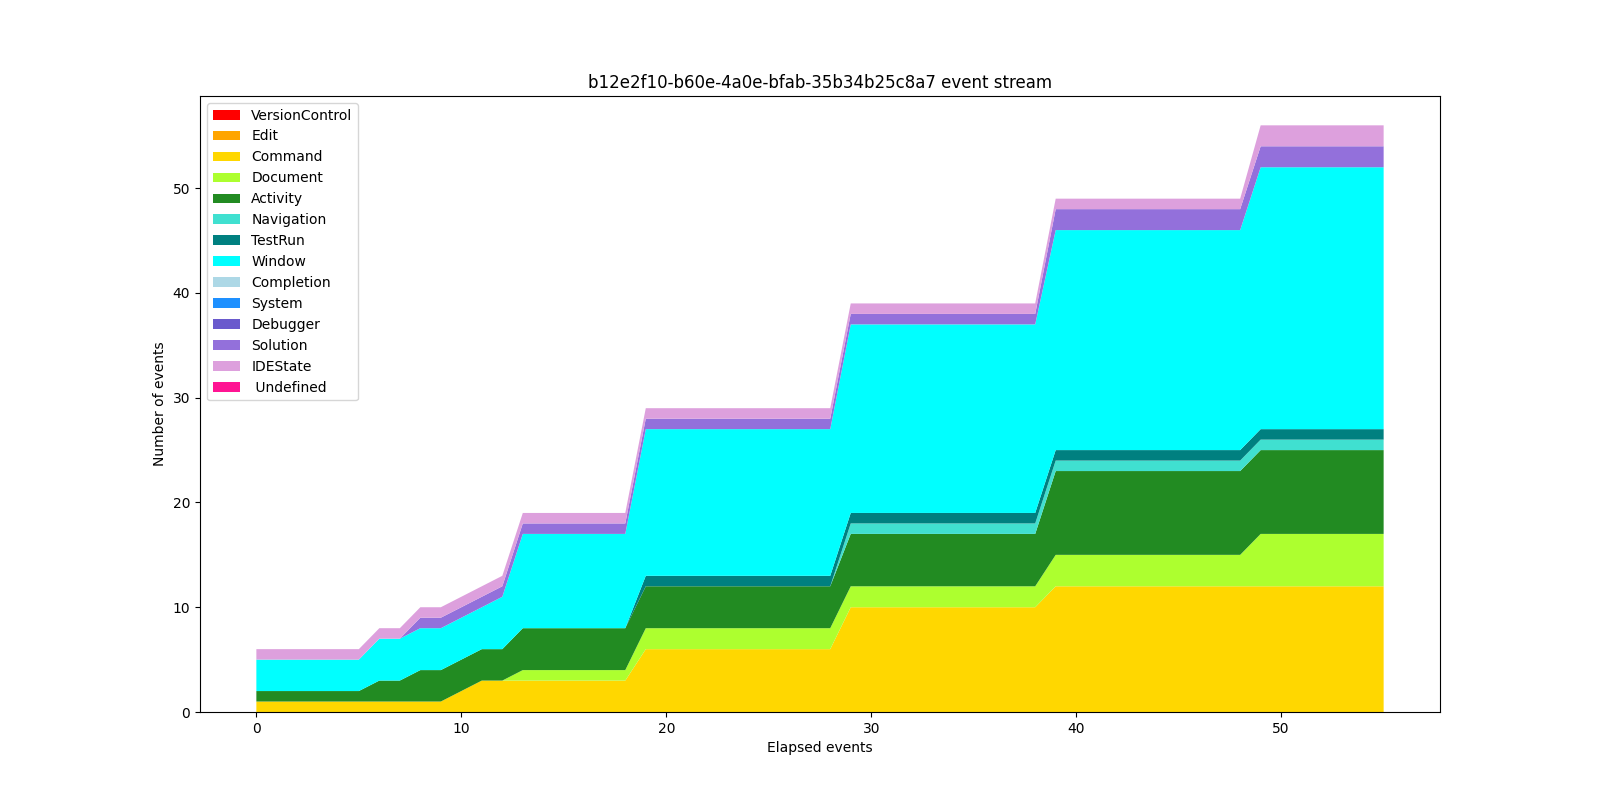 b12e2f10-b60e-4a0e-bfab-35b34b25c8a7 event stream
VersionControl
Edit
Command
Document
Activity
Navigation
TestRun
Window
Completion
System
Debugger
Solution
IDEState
Undefined
Number of events
50
40
30
20
10
0
0 10 20 30 40 50
Elapsed events